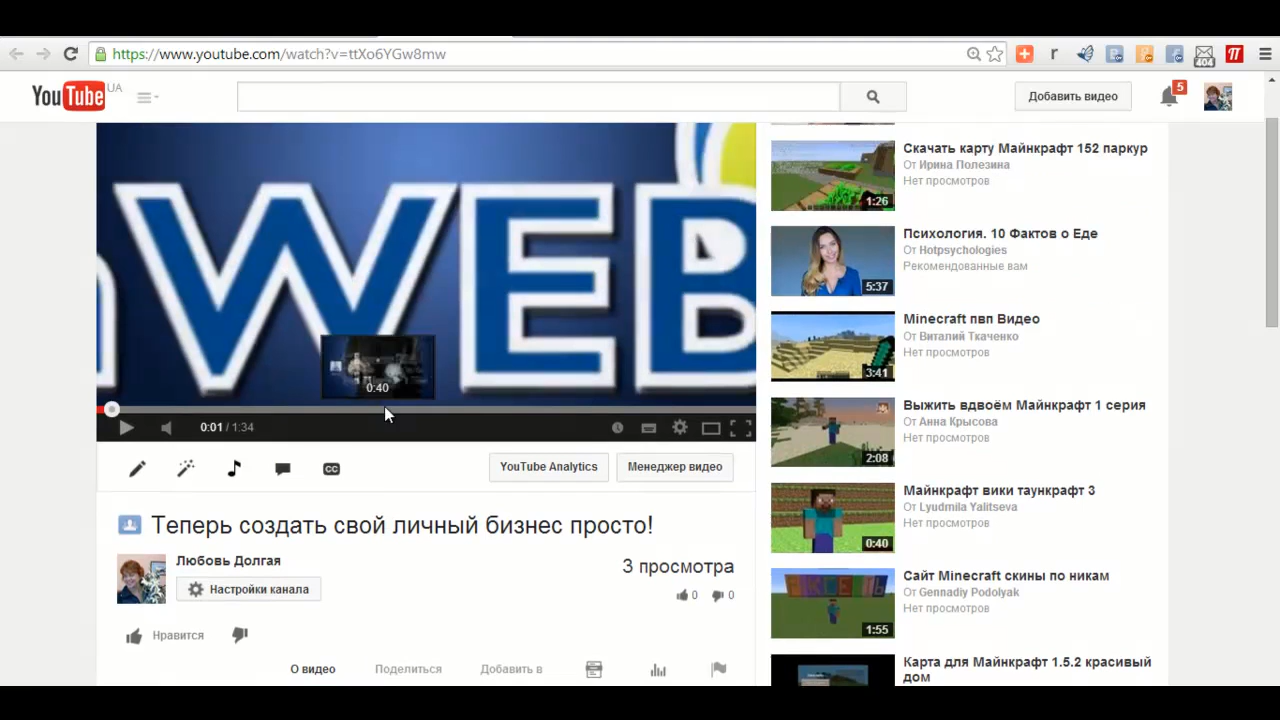 https://www.youtube.com/watch?v=ttXo6YGw8mw
404
You Tube UA
Добавить видео
5
WEB
0:40
0:01 / 1:34
YouTube Analytics
Менеджер видео
Теперь создать свой личный бизнес просто!
Любовь Долгая
Настройки канала
3 просмотра
0
0
Нравится
О видео
Поделиться
Добавить в
CC
Скачать карту Майнкрафт 152 паркур
От Ирина Полезина
Нет просмотров
1:26
Психология. 10 Фактов о Еде
От Hotpsychologies
Рекомендованные вам
5:37
Minecraft пвп Видео
От Виталий Ткаченко
Нет просмотров
3:41
Выжить вдвоём Майнкрафт 1 серия
От Анна Крысова
Нет просмотров
2:08
Майнкрафт вики таункрафт 3
От Lyudmila Yalitseva
Нет просмотров
0:40
Сайт Minecraft скины по никам
От Gennadiy Podolyak
Нет просмотров
1:55
Карта для Майнкрафт 1.5.2 красивый
дом